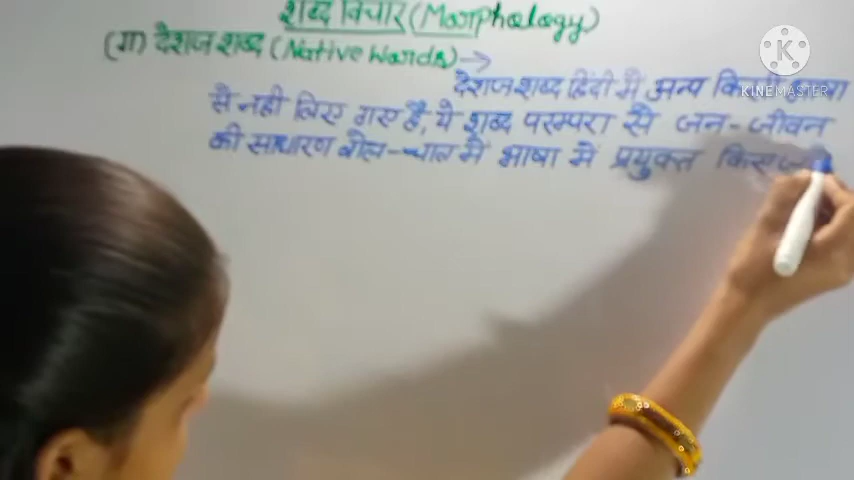 शब्द विचार (Morphology)
(ग) देशज शब्द (Native Words) →
देशज शब्द हिंदी में अन्य किसी भाषा
से नही लिए गए है, ये शब्द परम्परा से जन-जीवन
की साधारण बोल-चाल में भाषा में प्रयुक्त किए
K
KINEMASTER